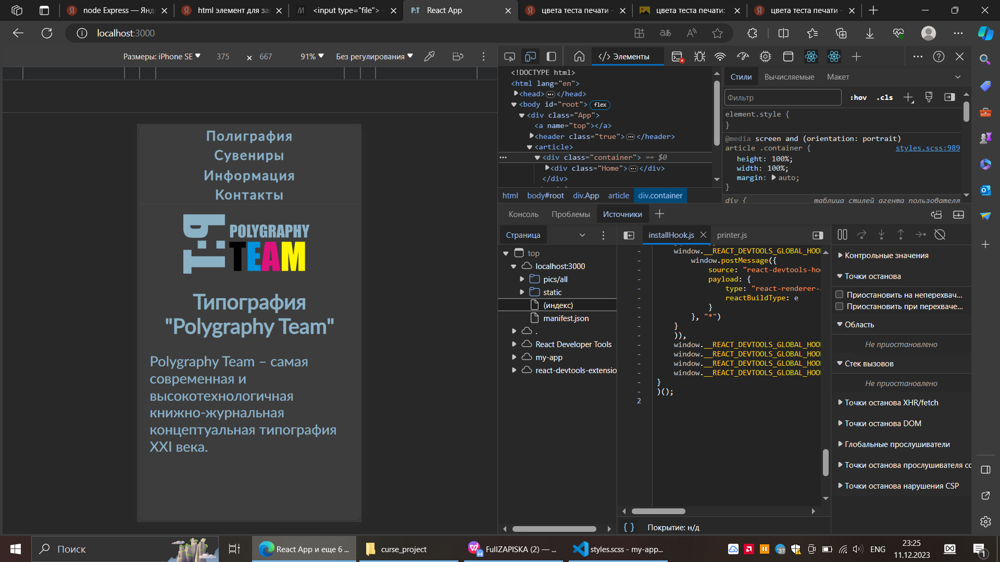 node Express — Янд
html элемент для за
<input type="file"> -
P:T React App
цвета теста печати -
цвета теста печати:
цвета теста печати -
localhost:3000
Размеры: iPhone SE 375 × 667 91% Без регулирования
Элементы
<!DOCTYPE html>
<html lang="en">
<head> ••• </head>
<body id="root"> flex
<div class="App">
<a name="top"></a>
<header class="true"> ••• </header>
<article>
<div class="container"> == $0
<div class="Home"> ••• </div>
</div>
html body#root div.App article div.container
Стили Вычисляемые Макет
Фильтр :hov .cls
element.style {
}
@media screen and (orientation: portrait)
article .container { styles.scss:989
height: 100%;
width: 100%;
margin: auto;
}
div { таблица стилей агента пользователя
Полиграфия
Сувениры
Информация
Контакты
P:T
POLYGRAPHY
TEAM
Типография
"Polygraphy Team"
Polygraphy Team – самая
современная и
высокотехнологичная
книжно-журнальная
концептуальная типография
XXI века.
Консоль Проблемы Источники
Страница
top
localhost:3000
pics/all
static
(индекс)
manifest.json
.
React Developer Tools
my-app
react-devtools-extensio
installHook.js printer.js
window.__REACT_DEVTOOLS_GLOBAL_HOO
window.postMessage({
source: "react-devtools-ho
payload: {
type: "react-renderer-
reactBuildType: e
}
}, "*")
}
)),
window.__REACT_DEVTOOLS_GLOBAL_HOO
window.__REACT_DEVTOOLS_GLOBAL_HOO
window.__REACT_DEVTOOLS_GLOBAL_HOO
window.__REACT_DEVTOOLS_GLOBAL_HOO
}
)();
2
{ } Покрытие: н/д
Контрольные значения
Точки останова
Приостановить на неперехвач...
Приостановить при перехваче...
Область
Не приостановлено
Стек вызовов
Не приостановлено
Точки останова XHR/fetch
Точки останова DOM
Глобальные прослушиватели
Точки останова прослушивателя со
Точки останова нарушения CSP
Поиск
React App и еще 6 ...
curse_project
FullZAPISKA (2) — ...
styles.scss - my-app...
37
ENG
23:25
11.12.2023
1